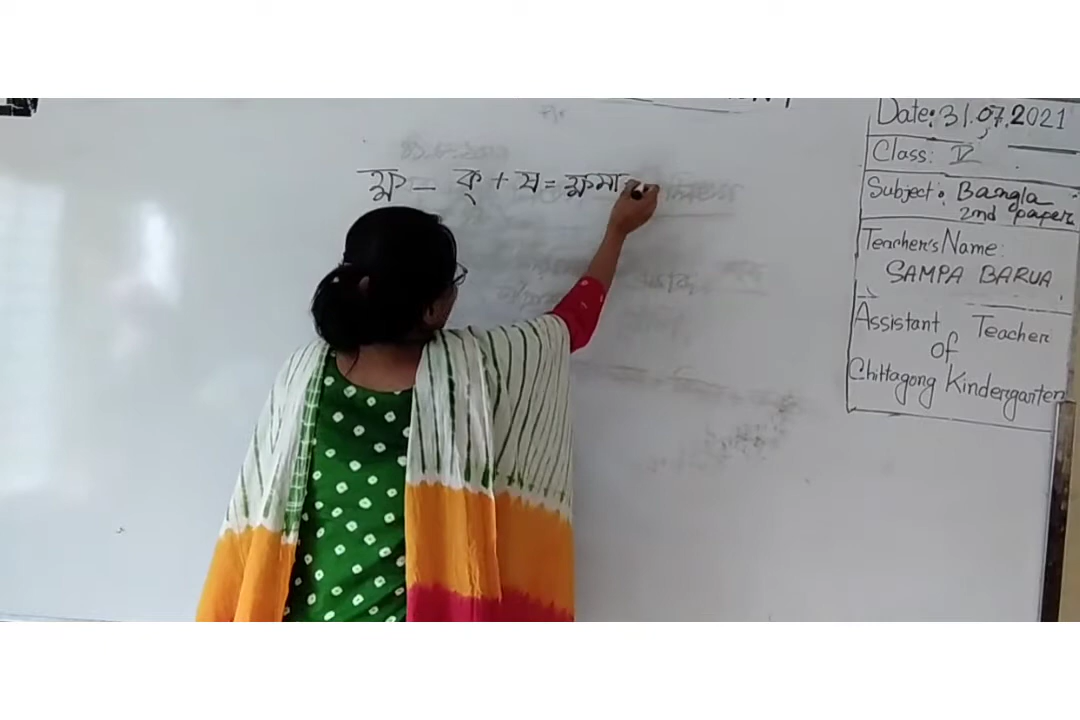 ক্ষ - ক্ + ষ = ক্ষমা
Date: 31.07.2021
Class: V
Subject: Bangla
2nd paper
Teacher's Name:
SAMPA BARUA
Assistant Teacher
of
Chittagong Kindergarten